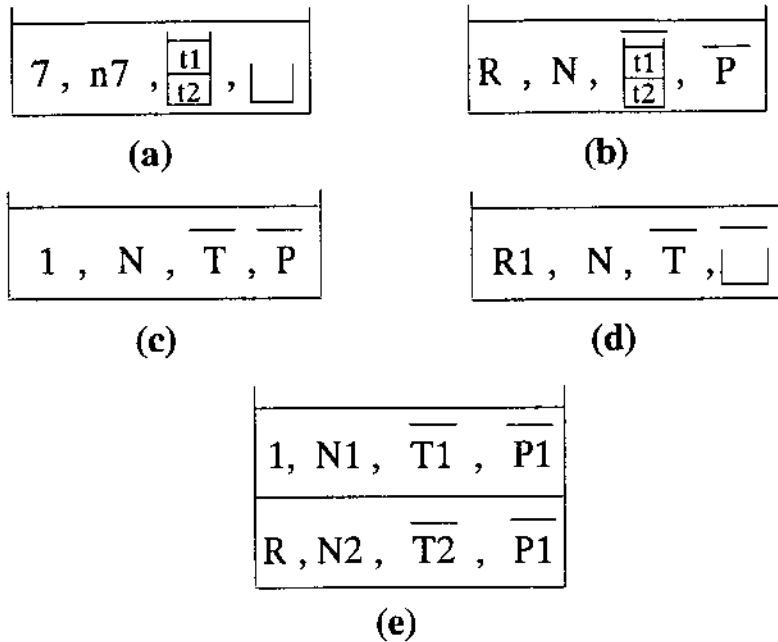 7, n7, t1 t2,
R, N, t1 t2, P
(a)
(b)
1, N, T, P
R1, N, T,
(c)
(d)
1, N1, T1, P1
R, N2, T2, P1
(e)